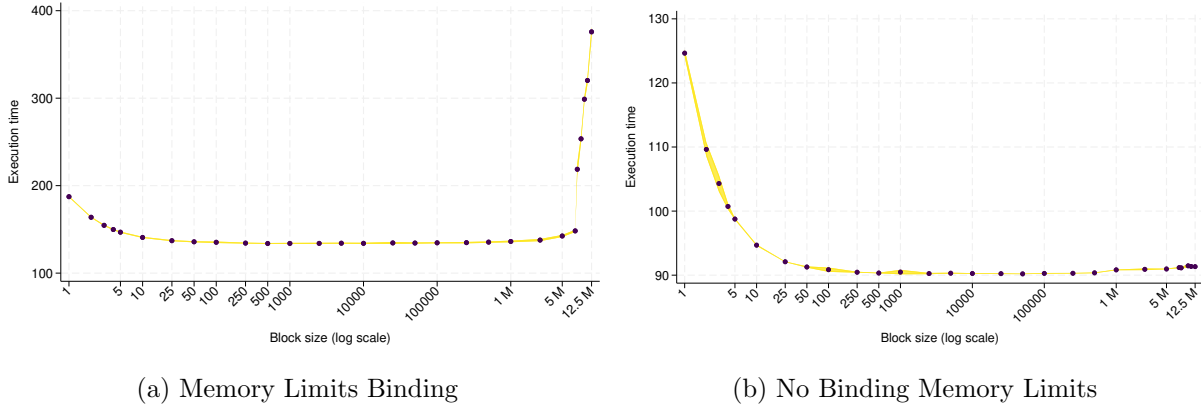 400
300
200
100
Execution time
1
5
10
25
50
100
250
500
1000
10000
100000
1 M
5 M
12.5 M
Block size (log scale)
(a) Memory Limits Binding
130
120
110
100
90
Execution time
1
5
10
25
50
100
250
500
1000
10000
100000
1 M
5 M
12.5 M
Block size (log scale)
(b) No Binding Memory Limits